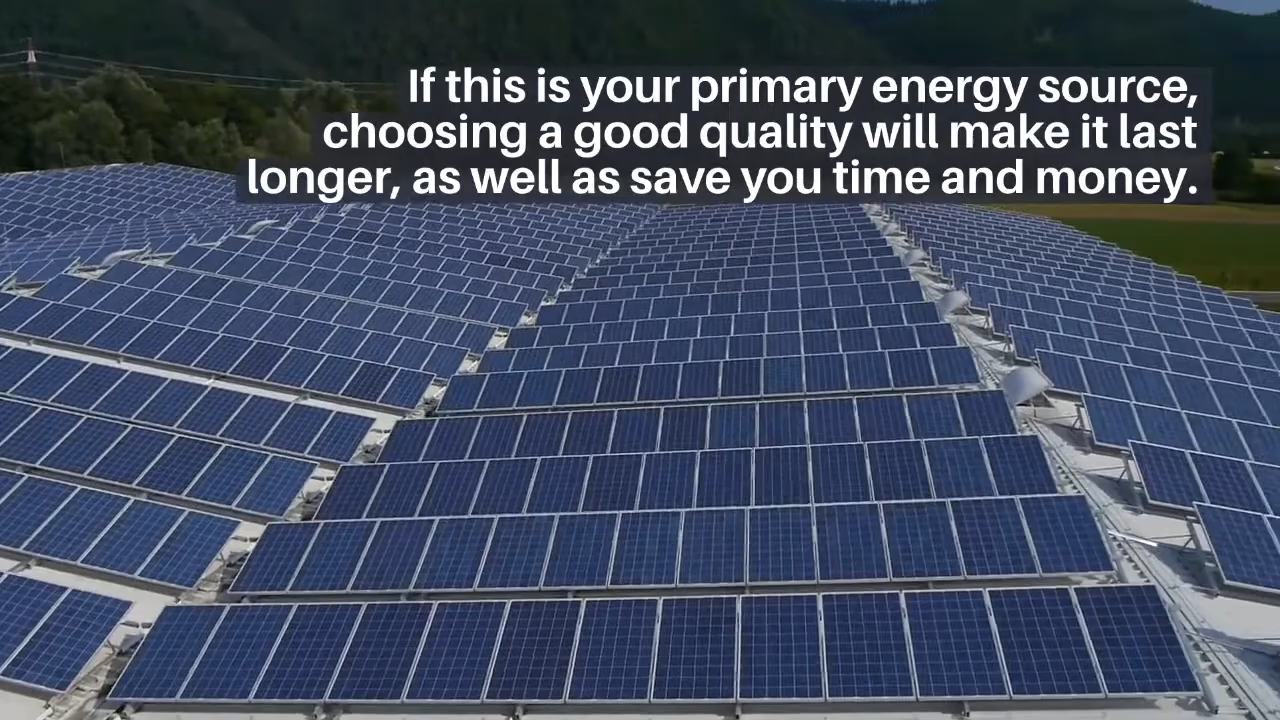 If this is your primary energy source,
choosing a good quality will make it last
longer, as well as save you time and money.